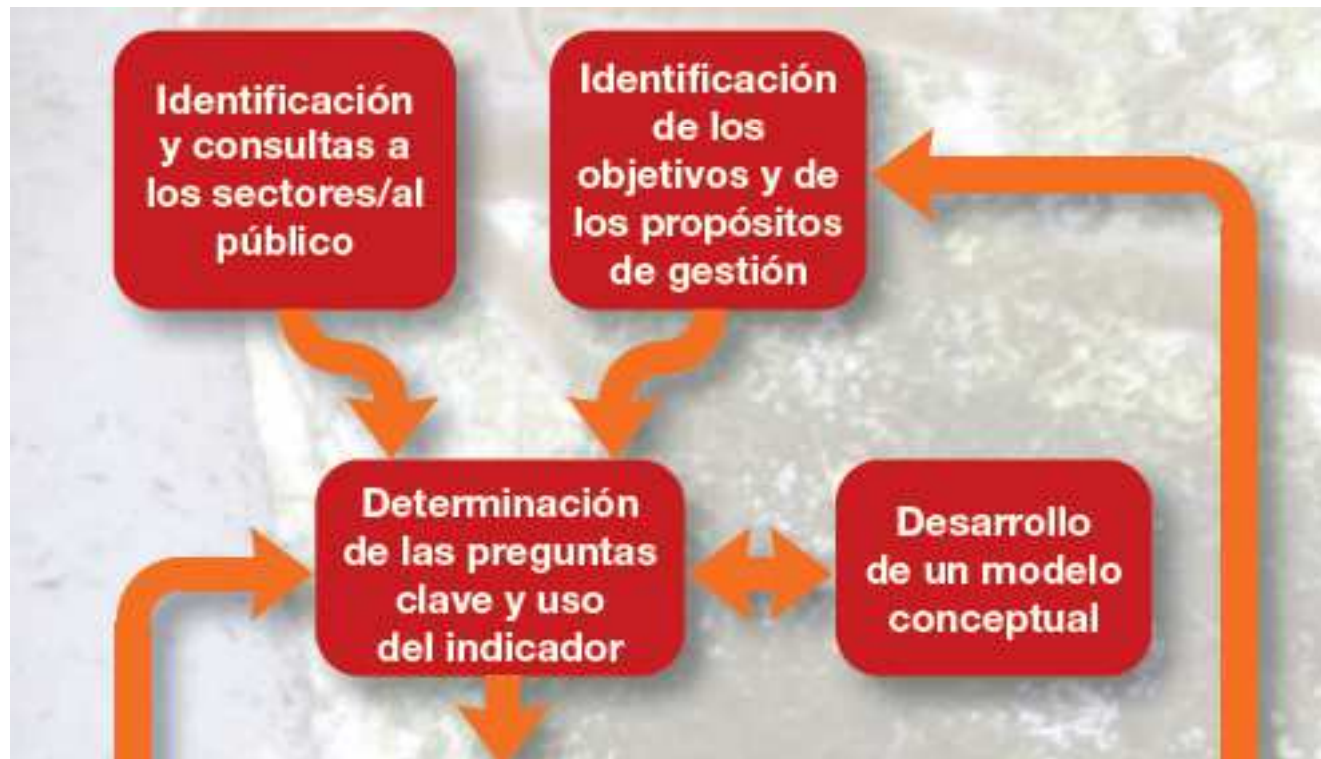 Identificación
y consultas a
los sectores/al
público
Identificación
de los
objetivos y de
los propósitos
de gestión
Determinación
de las preguntas
clave y uso
del indicador
Desarrollo
de un modelo
conceptual